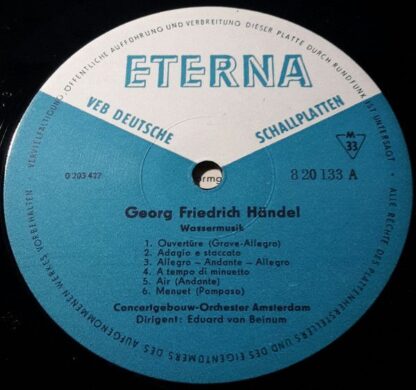 VERVIELFÄLTIGUNG, ÖFFENTLICHE AUFFÜHRUNG UND VERBREITUNG DIESER PLATTE DURCH RUNDFUNK IST UNTERSAGT • ALLE RECHTE DES PLATTENHERSTELLERS UND DES EIGENTÜMERS DES AUFGENOMMENEN WERKES VORBEHALTEN
ETERNA
VEB DEUTSCHE SCHALLPLATTEN
M
33
0 203 427
8 20 133 A
Georg Friedrich Händel
Wassermusik
1. Ouvertüre (Grave-Allegro)
2. Adagio e staccato
3. Allegro – Andante – Allegro
4. A tempo di minuetto
5. Air (Andante)
6. Menuet (Pomposo)
Concertgebouw-Orchester Amsterdam
Dirigent: Eduard van Beinum